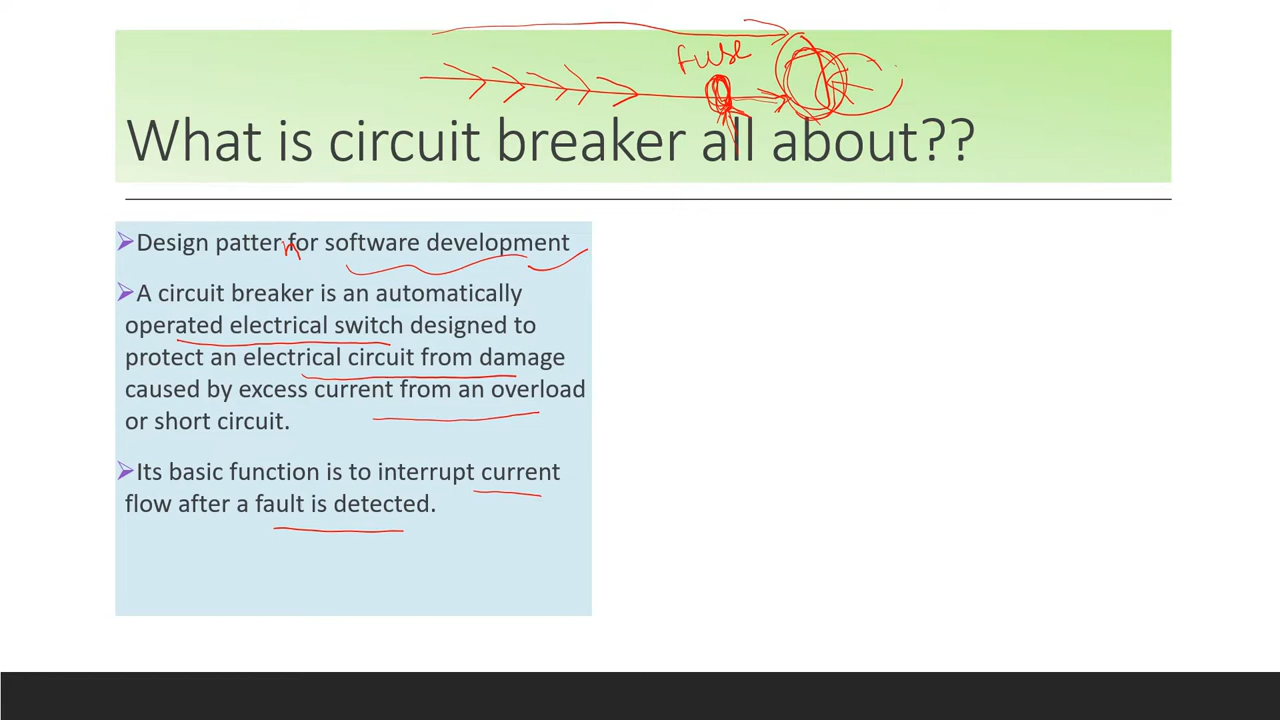 fuse
What is circuit breaker all about??
Design patter for software development
n
A circuit breaker is an automatically
operated electrical switch designed to
protect an electrical circuit from damage
caused by excess current from an overload
or short circuit.
Its basic function is to interrupt current
flow after a fault is detected.